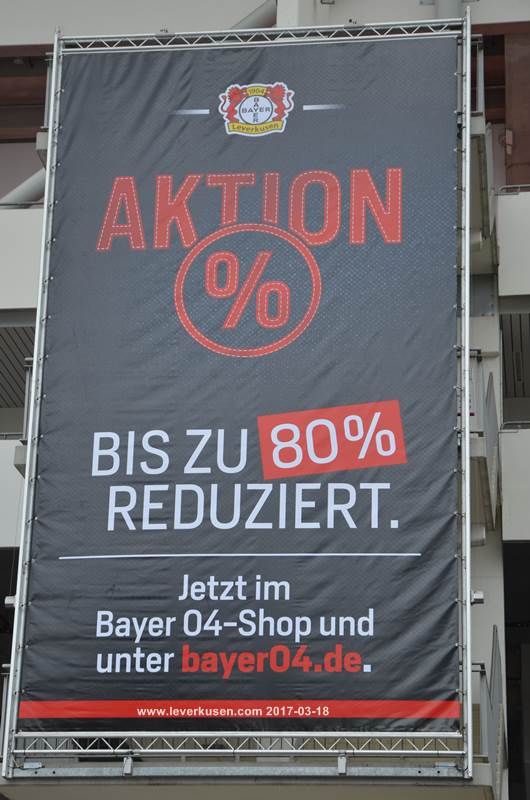 1904
BAYER
BAYER
Leverkusen
AKTION
%
BIS ZU 80%
REDUZIERT.
Jetzt im
Bayer 04-Shop und
unter bayer04.de.
www.leverkusen.com 2017-03-18